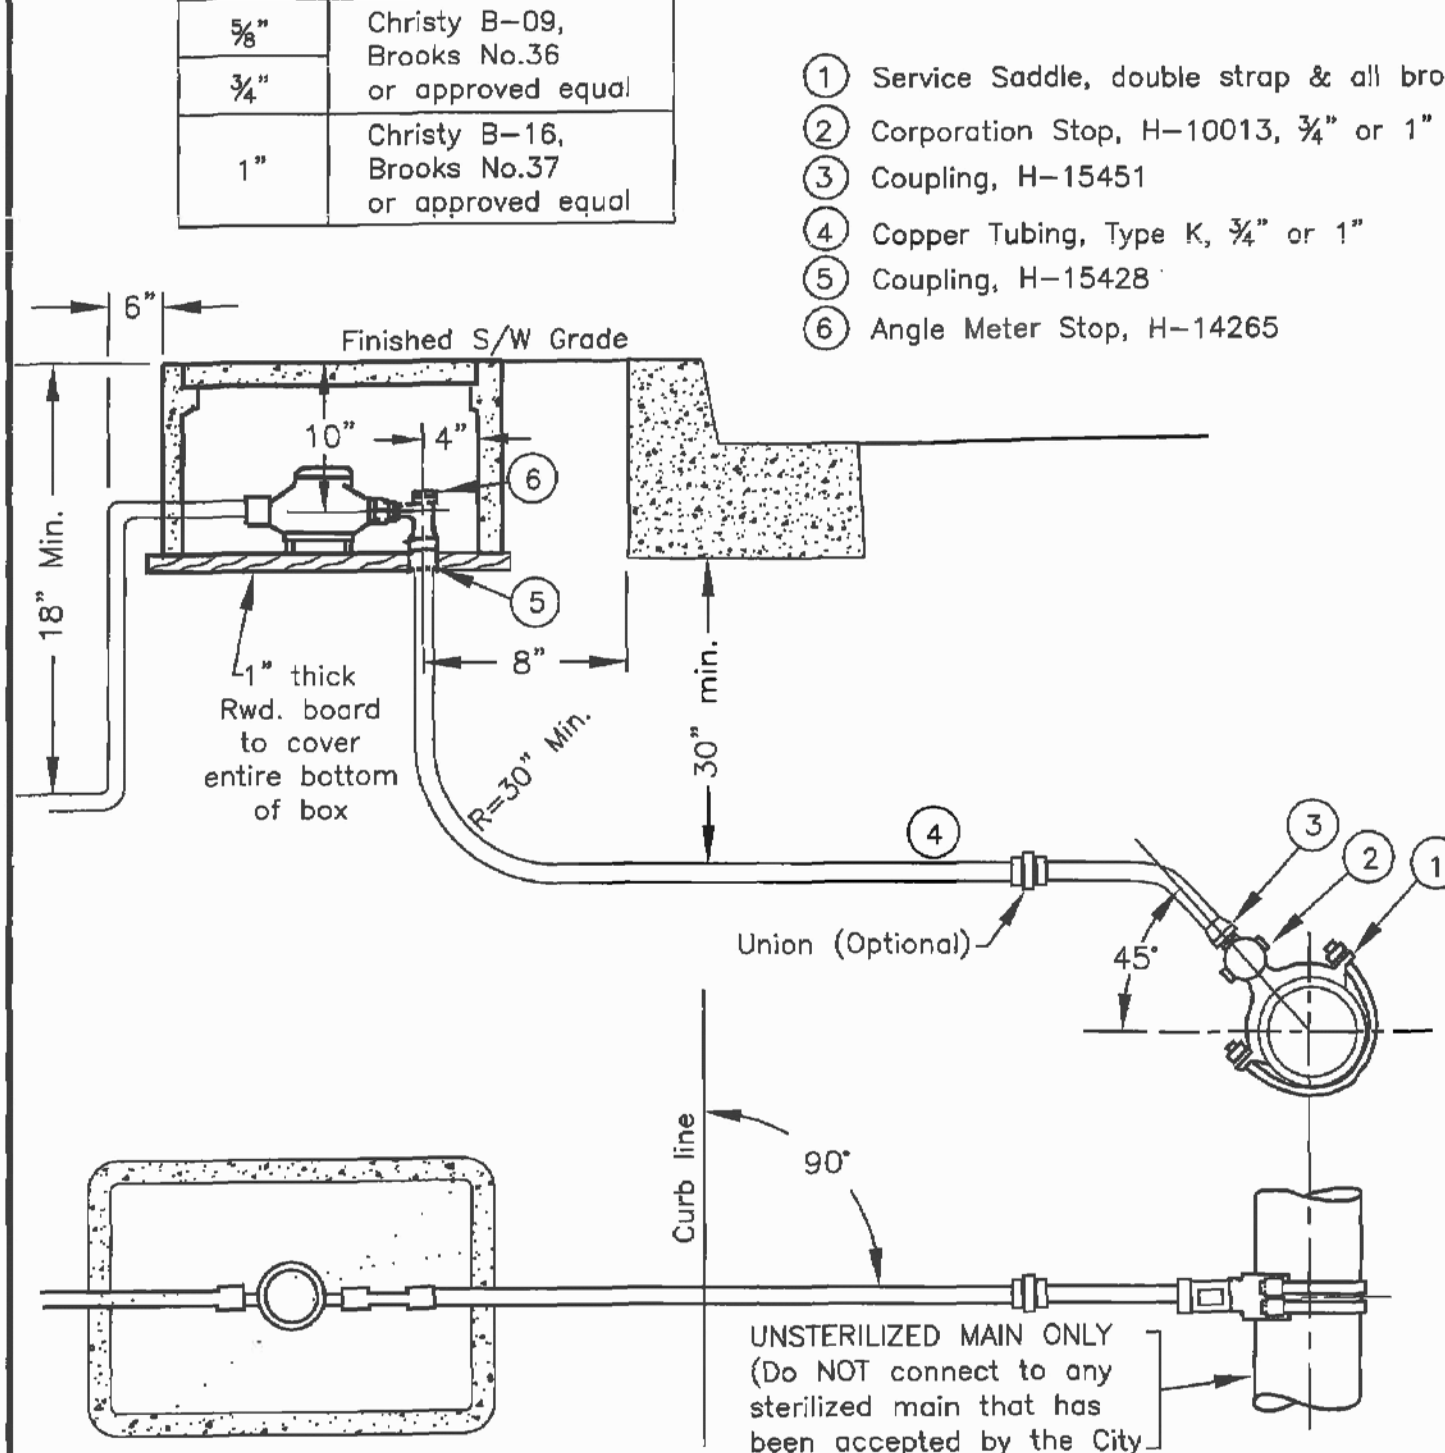 5/8"
Christy B-09,
Brooks No.36
or approved equal
3/4"
1"
Christy B-16,
Brooks No.37
or approved equal
1 Service Saddle, double strap & all bro
2 Corporation Stop, H-10013, 3/4" or 1"
3 Coupling, H-15451
4 Copper Tubing, Type K, 3/4" or 1"
5 Coupling, H-15428
6 Angle Meter Stop, H-14265
6"
Finished S/W Grade
10"
4"
6
18" Min.
5
8"
1" thick
Rwd. board
to cover
entire bottom
of box
R=30" Min.
30" min.
4
3
2
1
Union (Optional)
45°
Curb line
90°
UNSTERILIZED MAIN ONLY
(Do NOT connect to any
sterilized main that has
been accepted by the City